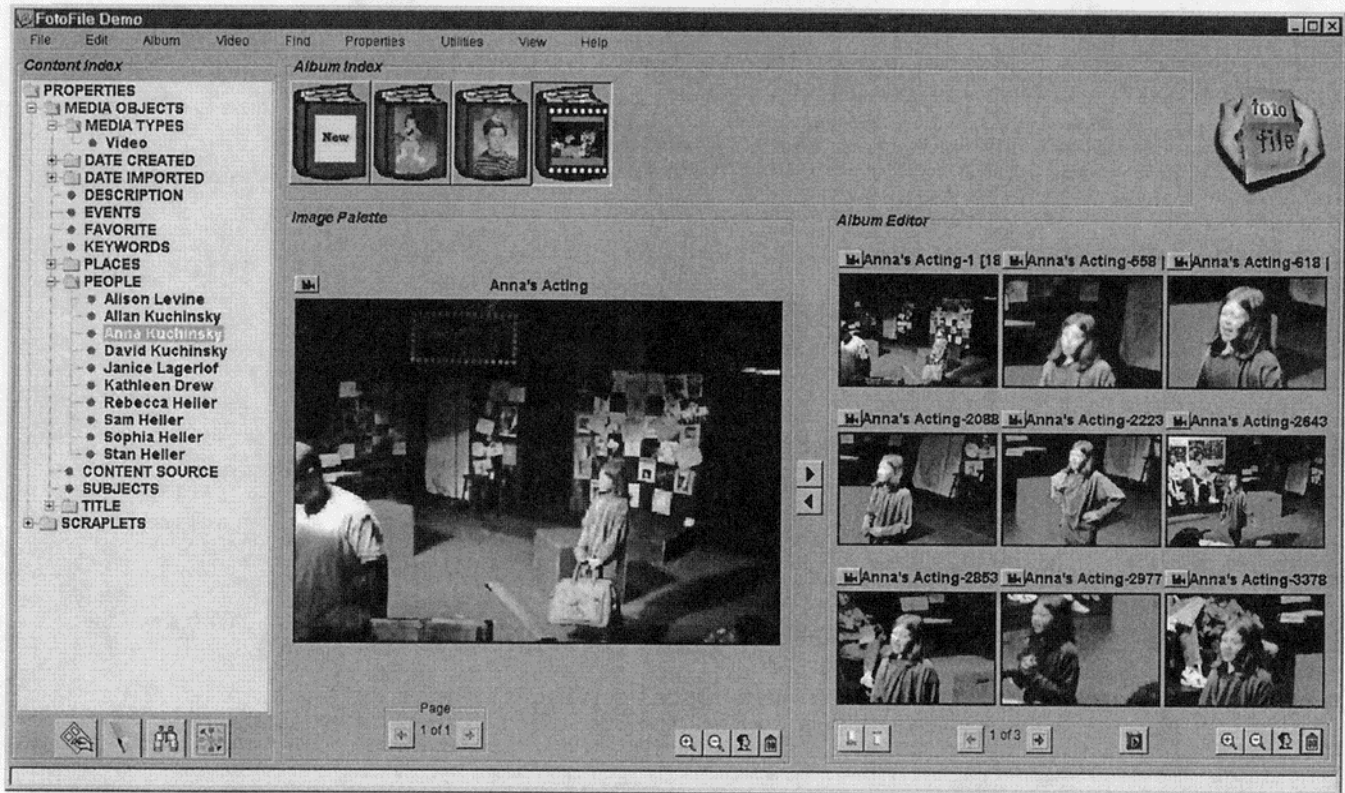 FotoFile Demo
File Edit Album Video Find Properties Utilities View Help
Content Index
PROPERTIES
MEDIA OBJECTS
MEDIA TYPES
Video
DATE CREATED
DATE IMPORTED
DESCRIPTION
EVENTS
FAVORITE
KEYWORDS
PLACES
PEOPLE
Alison Levine
Allan Kuchinsky
Anna Kuchinsky
David Kuchinsky
Janice Lagerlof
Kathleen Drew
Rebecca Heller
Sam Heller
Sophia Heller
Stan Heller
CONTENT SOURCE
SUBJECTS
TITLE
SCRAPLETS
Album Index
New
foto
file
Image Palette
Anna's Acting
Page
1 of 1
Album Editor
Anna's Acting-1 [18 Anna's Acting-558 [ Anna's Acting-618 [
Anna's Acting-2088 Anna's Acting-2223 Anna's Acting-2643
Anna's Acting-2853 Anna's Acting-2977 Anna's Acting-3378
1 of 3